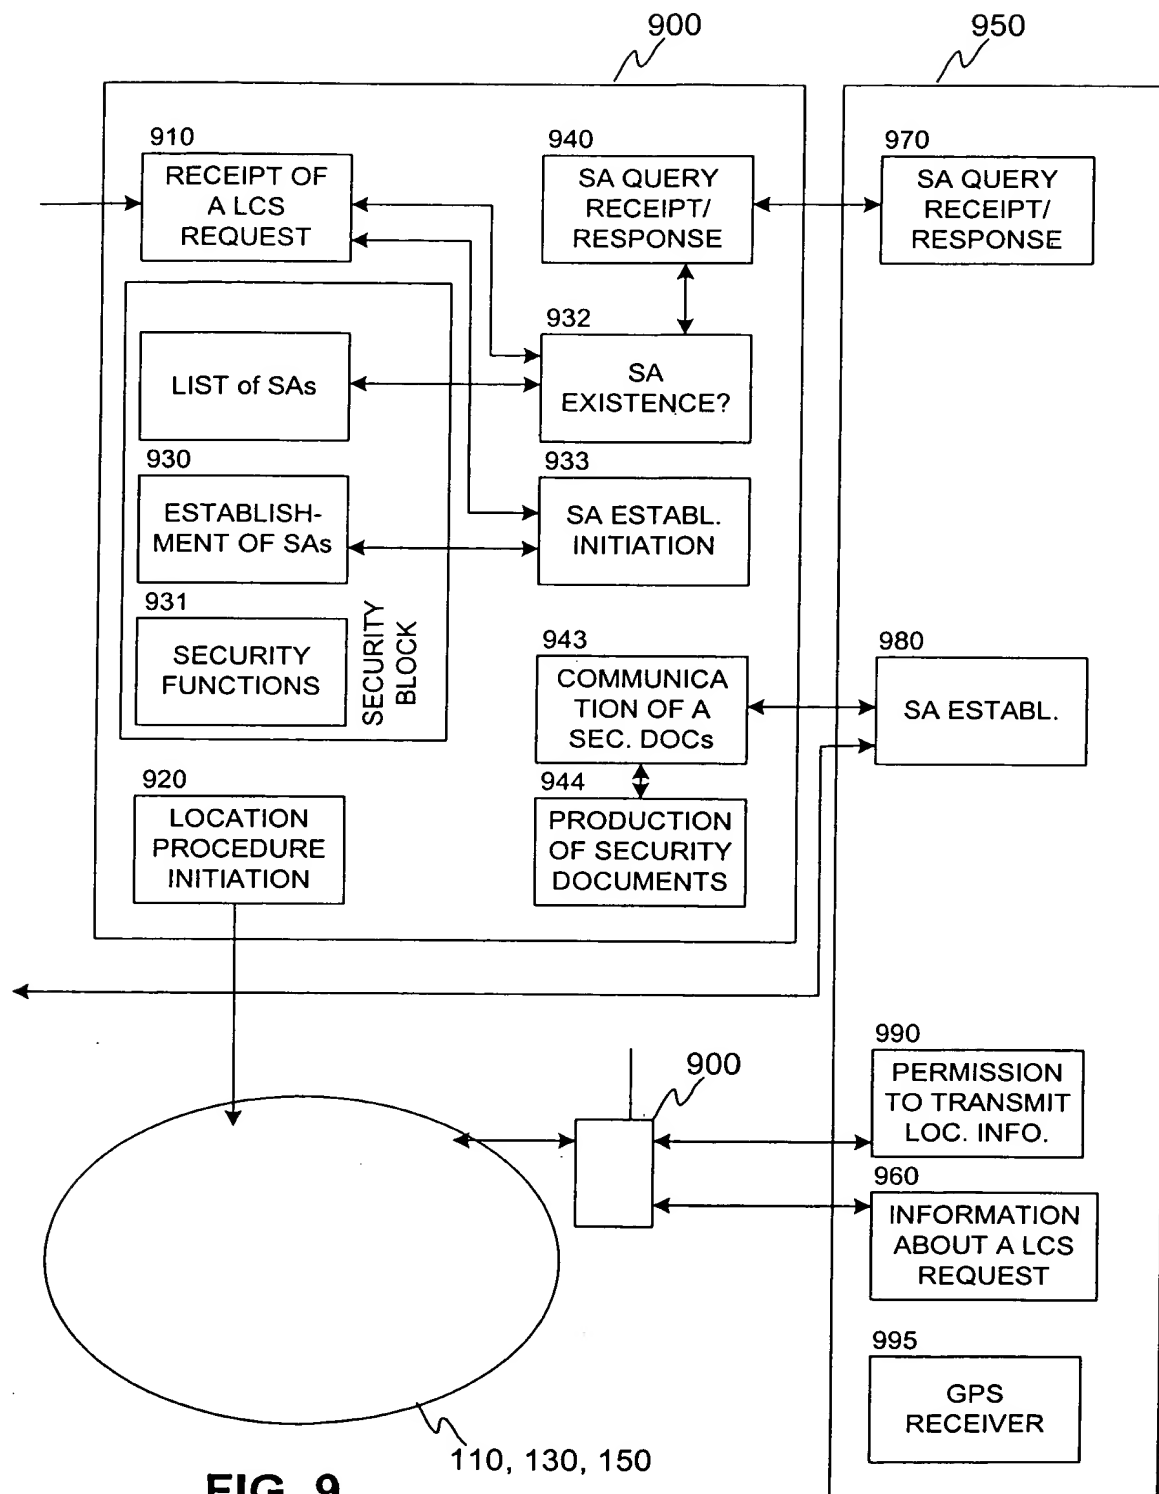 900
950
910
RECEIPT OF
A LCS
REQUEST
940
SA QUERY
RECEIPT/
RESPONSE
970
SA QUERY
RECEIPT/
RESPONSE
LIST of SAs
932
SA
EXISTENCE?
930
ESTABLISH-
MENT OF SAs
933
SA ESTABL.
INITIATION
931
SECURITY
FUNCTIONS
SECURITY
BLOCK
943
COMMUNICA
TION OF A
SEC. DOCs
980
SA ESTABL.
920
LOCATION
PROCEDURE
INITIATION
944
PRODUCTION
OF SECURITY
DOCUMENTS
990
PERMISSION
TO TRANSMIT
LOC. INFO.
900
960
INFORMATION
ABOUT A LCS
REQUEST
995
GPS
RECEIVER
110, 130, 150
FIG. 9